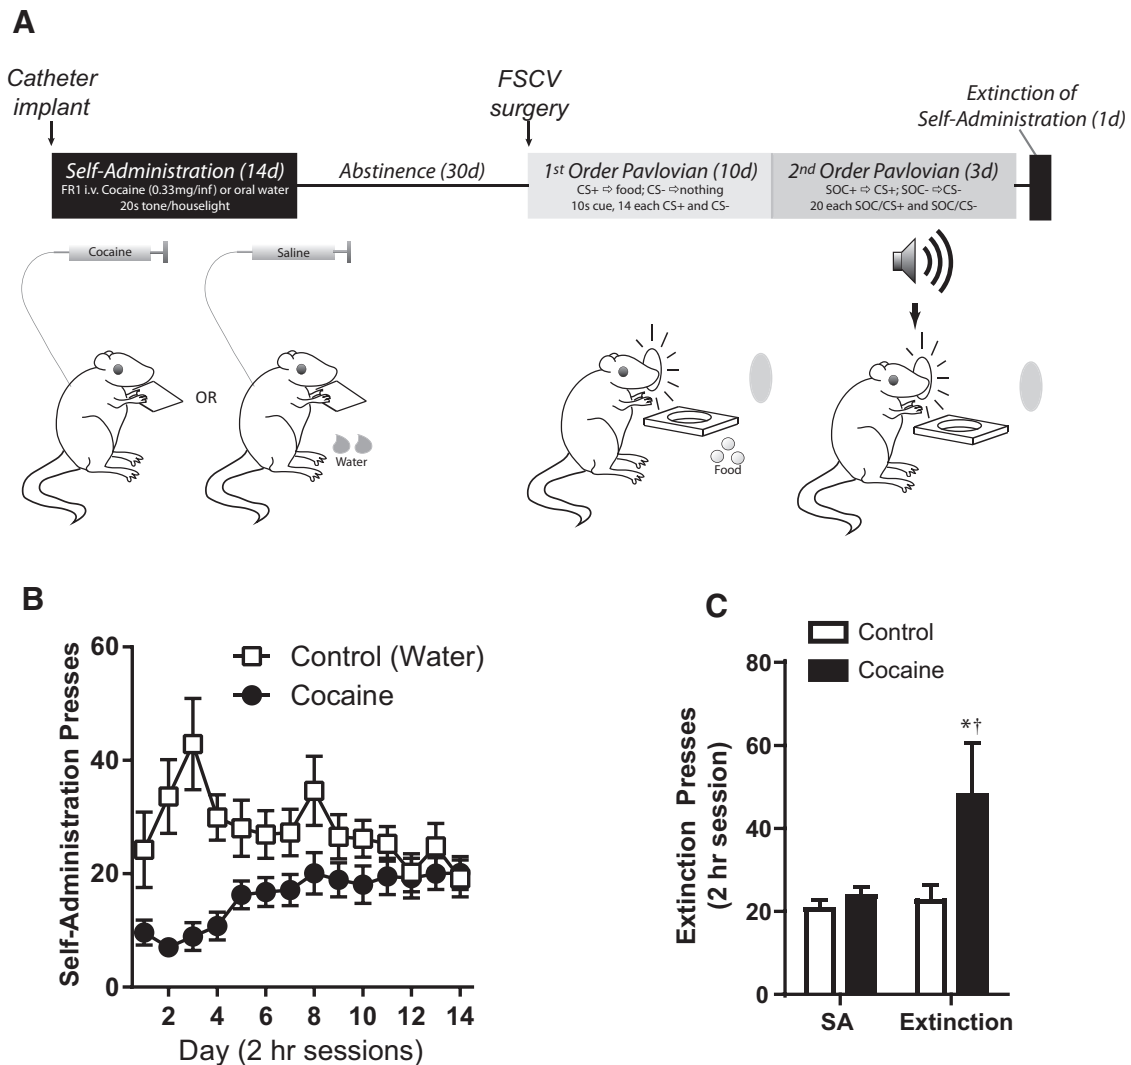 A
Catheter
implant
FSCV
surgery
Extinction of
Self-Administration (1d)
Self-Administration (14d)
FR1 i.v. Cocaine (0.33mg/inf) or oral water
20s tone/houselight
Abstinence (30d)
1st Order Pavlovian (10d)
CS+ ⇨ food; CS- ⇨nothing
10s cue, 14 each CS+ and CS-
2nd Order Pavlovian (3d)
SOC+ ⇨ CS+; SOC- ⇨CS-
20 each SOC/CS+ and SOC/CS-
Cocaine
Saline
OR
Water
Food
B
Self-Administration Presses
60
40
20
0
Control (Water)
Cocaine
2 4 6 8 10 12 14
Day (2 hr sessions)
C
Control
Cocaine
Extinction Presses
(2 hr session)
80
60
40
20
0
*†
SA Extinction